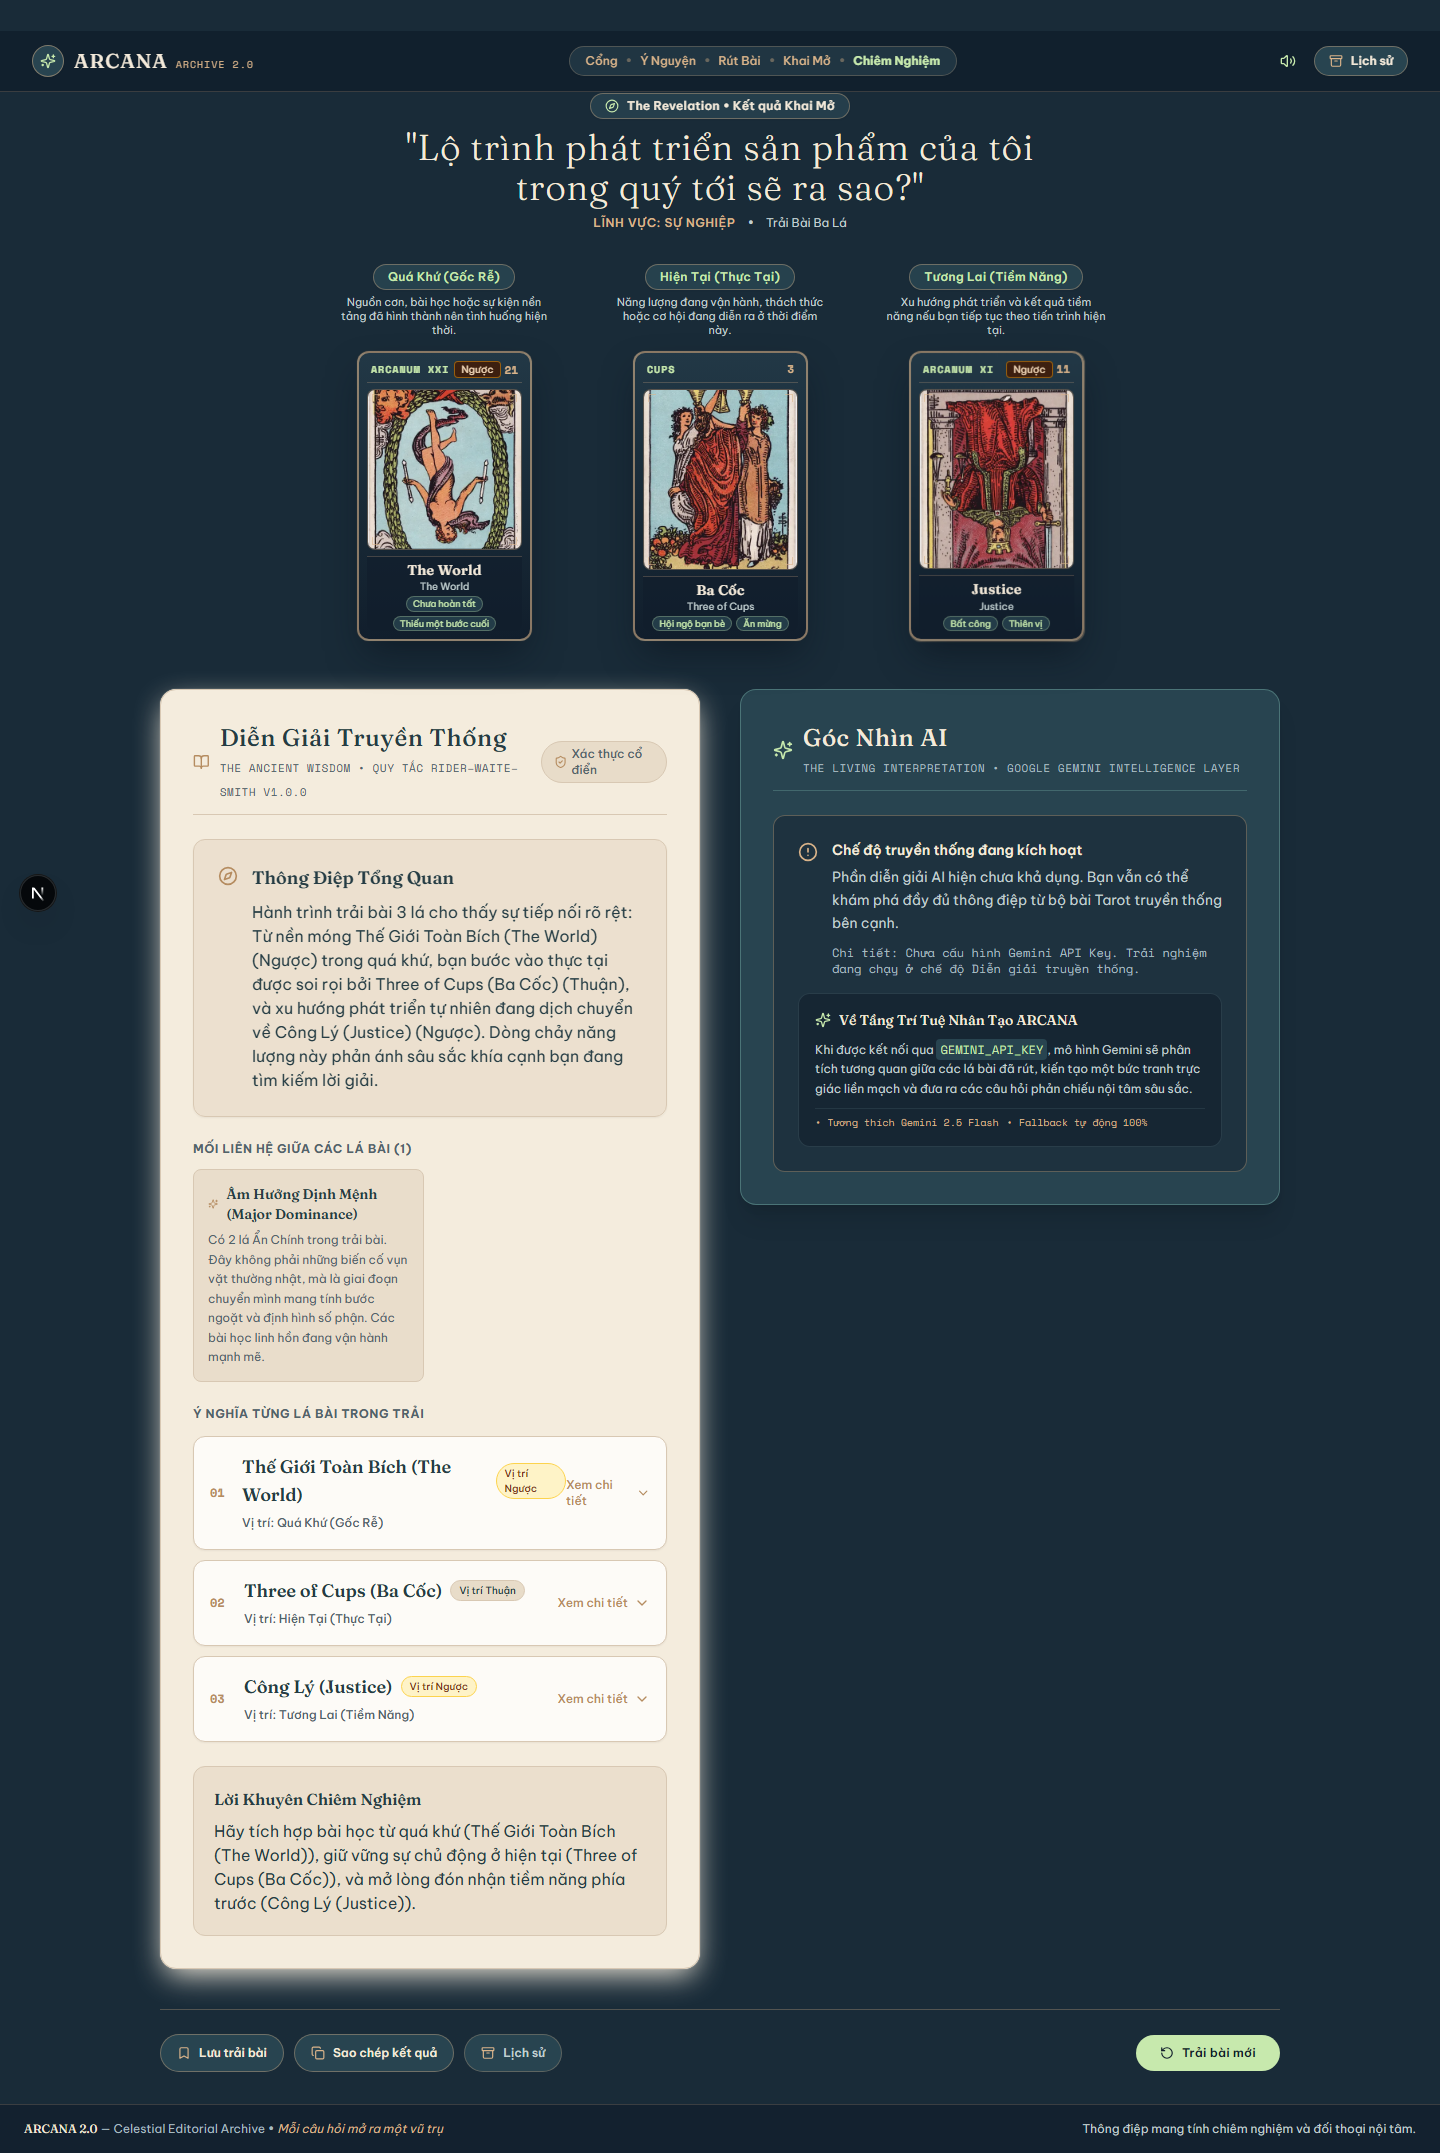 ARCANA ARCHIVE 2.0
Cổng • Ý Nguyện • Rút Bài • Khai Mở • Chiêm Nghiệm
Lịch sử
The Revelation • Kết quả Khai Mở
"Lộ trình phát triển sản phẩm của tôi
trong quý tới sẽ ra sao?"
LĨNH VỰC: SỰ NGHIỆP • Trải Bài Ba Lá
Quá Khứ (Gốc Rễ)
Nguồn cơn, bài học hoặc sự kiện nền
tảng đã hình thành nên tình huống hiện
thời.
ARCANUM XXI Ngược 21
The World
The World
Chưa hoàn tất
Thiếu một bước cuối
Hiện Tại (Thực Tại)
Năng lượng đang vận hành, thách thức
hoặc cơ hội đang diễn ra ở thời điểm
này.
CUPS 3
Ba Cốc
Three of Cups
Hội ngộ bạn bè Ăn mừng
Tương Lai (Tiềm Năng)
Xu hướng phát triển và kết quả tiềm
năng nếu bạn tiếp tục theo tiến trình hiện
tại.
ARCANUM XI Ngược 11
Justice
Justice
Bất công Thiên vị
Diễn Giải Truyền Thống
THE ANCIENT WISDOM • QUY TẮC RIDER-WAITE-
SMITH V1.0.0
Xác thực cổ
điển
Thông Điệp Tổng Quan
Hành trình trải bài 3 lá cho thấy sự tiếp nối rõ rệt:
Từ nền móng Thế Giới Toàn Bích (The World)
(Ngược) trong quá khứ, bạn bước vào thực tại
được soi rọi bởi Three of Cups (Ba Cốc) (Thuận),
và xu hướng phát triển tự nhiên đang dịch chuyển
về Công Lý (Justice) (Ngược). Dòng chảy năng
lượng này phản ánh sâu sắc khía cạnh bạn đang
tìm kiếm lời giải.
MỐI LIÊN HỆ GIỮA CÁC LÁ BÀI (1)
Âm Hưởng Định Mệnh
(Major Dominance)
Có 2 lá Ẩn Chính trong trải bài.
Đây không phải những biến cố vụn
vặt thường nhật, mà là giai đoạn
chuyển mình mang tính bước
ngoặt và định hình số phận. Các
bài học linh hồn đang vận hành
mạnh mẽ.
Ý NGHĨA TỪNG LÁ BÀI TRONG TRẢI
01
Thế Giới Toàn Bích (The
World)
Vị trí
Ngược
Xem chi
tiết
Vị trí: Quá Khứ (Gốc Rễ)
02
Three of Cups (Ba Cốc) Vị trí Thuận
Xem chi tiết
Vị trí: Hiện Tại (Thực Tại)
03
Công Lý (Justice) Vị trí Ngược
Xem chi tiết
Vị trí: Tương Lai (Tiềm Năng)
Lời Khuyên Chiêm Nghiệm
Hãy tích hợp bài học từ quá khứ (Thế Giới Toàn Bích
(The World)), giữ vững sự chủ động ở hiện tại (Three of
Cups (Ba Cốc)), và mở lòng đón nhận tiềm năng phía
trước (Công Lý (Justice)).
Góc Nhìn AI
THE LIVING INTERPRETATION • GOOGLE GEMINI INTELLIGENCE LAYER
Chế độ truyền thống đang kích hoạt
Phần diễn giải AI hiện chưa khả dụng. Bạn vẫn có thể
khám phá đầy đủ thông điệp từ bộ bài Tarot truyền thống
bên cạnh.
Chi tiết: Chưa cấu hình Gemini API Key. Trải nghiệm
đang chạy ở chế độ Diễn giải truyền thống.
Về Tầng Trí Tuệ Nhân Tạo ARCANA
Khi được kết nối qua GEMINI_API_KEY, mô hình Gemini sẽ phân
tích tương quan giữa các lá bài đã rút, kiến tạo một bức tranh trực
giác liền mạch và đưa ra các câu hỏi phản chiếu nội tâm sâu sắc.
• Tương thích Gemini 2.5 Flash • Fallback tự động 100%
N
Lưu trải bài
Sao chép kết quả
Lịch sử
Trải bài mới
ARCANA 2.0 — Celestial Editorial Archive • Mỗi câu hỏi mở ra một vũ trụ
Thông điệp mang tính chiêm nghiệm và đối thoại nội tâm.